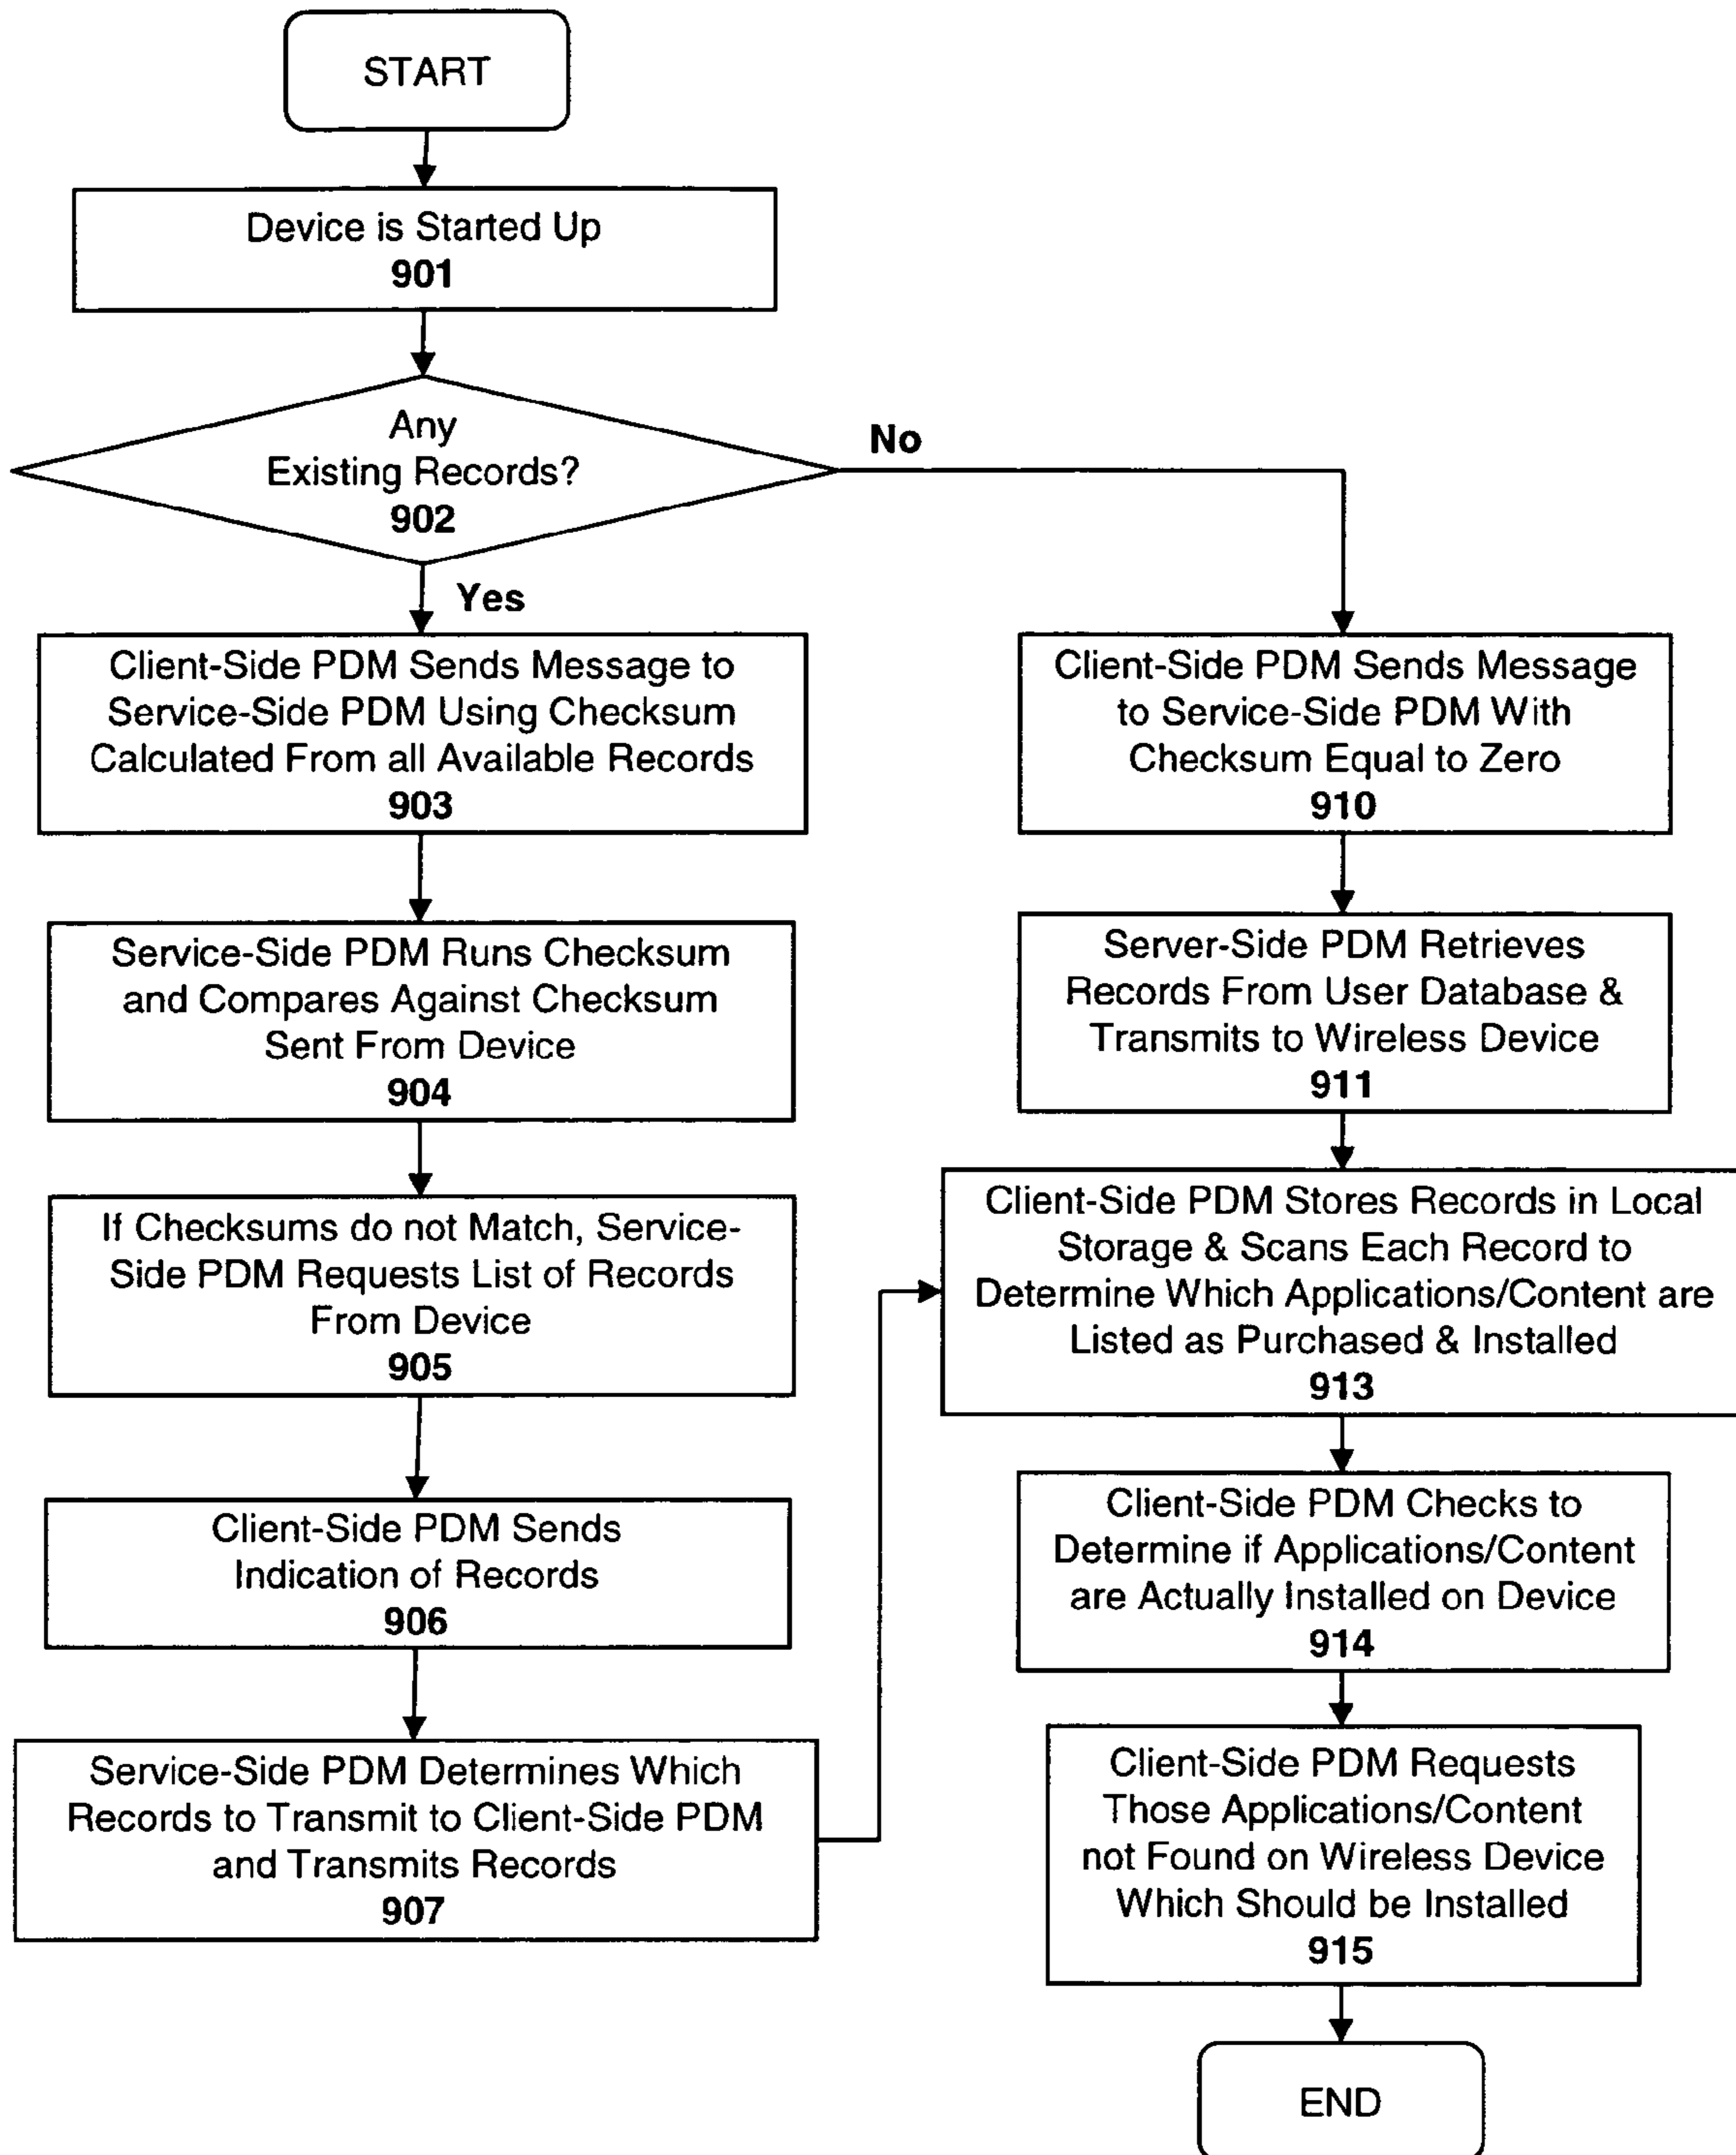 START
Device is Started Up
901
Any
Existing Records?
902
No
Yes
Client-Side PDM Sends Message to
Service-Side PDM Using Checksum
Calculated From all Available Records
903
Service-Side PDM Runs Checksum
and Compares Against Checksum
Sent From Device
904
If Checksums do not Match, Service-
Side PDM Requests List of Records
From Device
905
Client-Side PDM Sends
Indication of Records
906
Service-Side PDM Determines Which
Records to Transmit to Client-Side PDM
and Transmits Records
907
Client-Side PDM Sends Message
to Service-Side PDM With
Checksum Equal to Zero
910
Server-Side PDM Retrieves
Records From User Database &
Transmits to Wireless Device
911
Client-Side PDM Stores Records in Local
Storage & Scans Each Record to
Determine Which Applications/Content are
Listed as Purchased & Installed
913
Client-Side PDM Checks to
Determine if Applications/Content
are Actually Installed on Device
914
Client-Side PDM Requests
Those Applications/Content
not Found on Wireless Device
Which Should be Installed
915
END